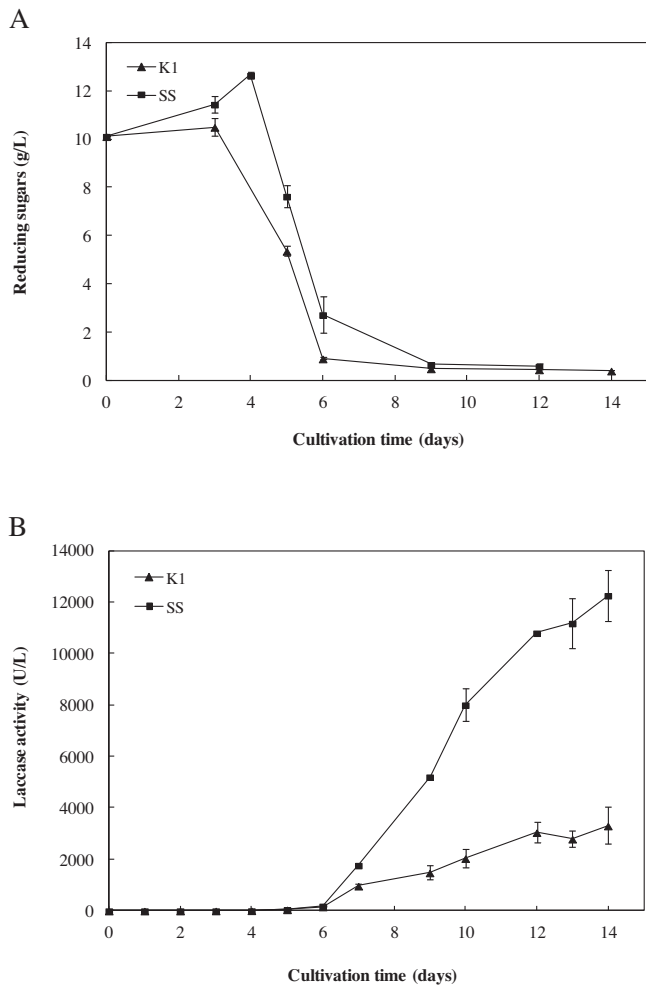 A
14
12
10
8
6
4
2
0
K1
SS
Reducing sugars (g/L)
0 2 4 6 8 10 12 14
Cultivation time (days)
B
14000
12000
10000
8000
6000
4000
2000
0
K1
SS
Laccase activity (U/L)
0 2 4 6 8 10 12 14
Cultivation time (days)